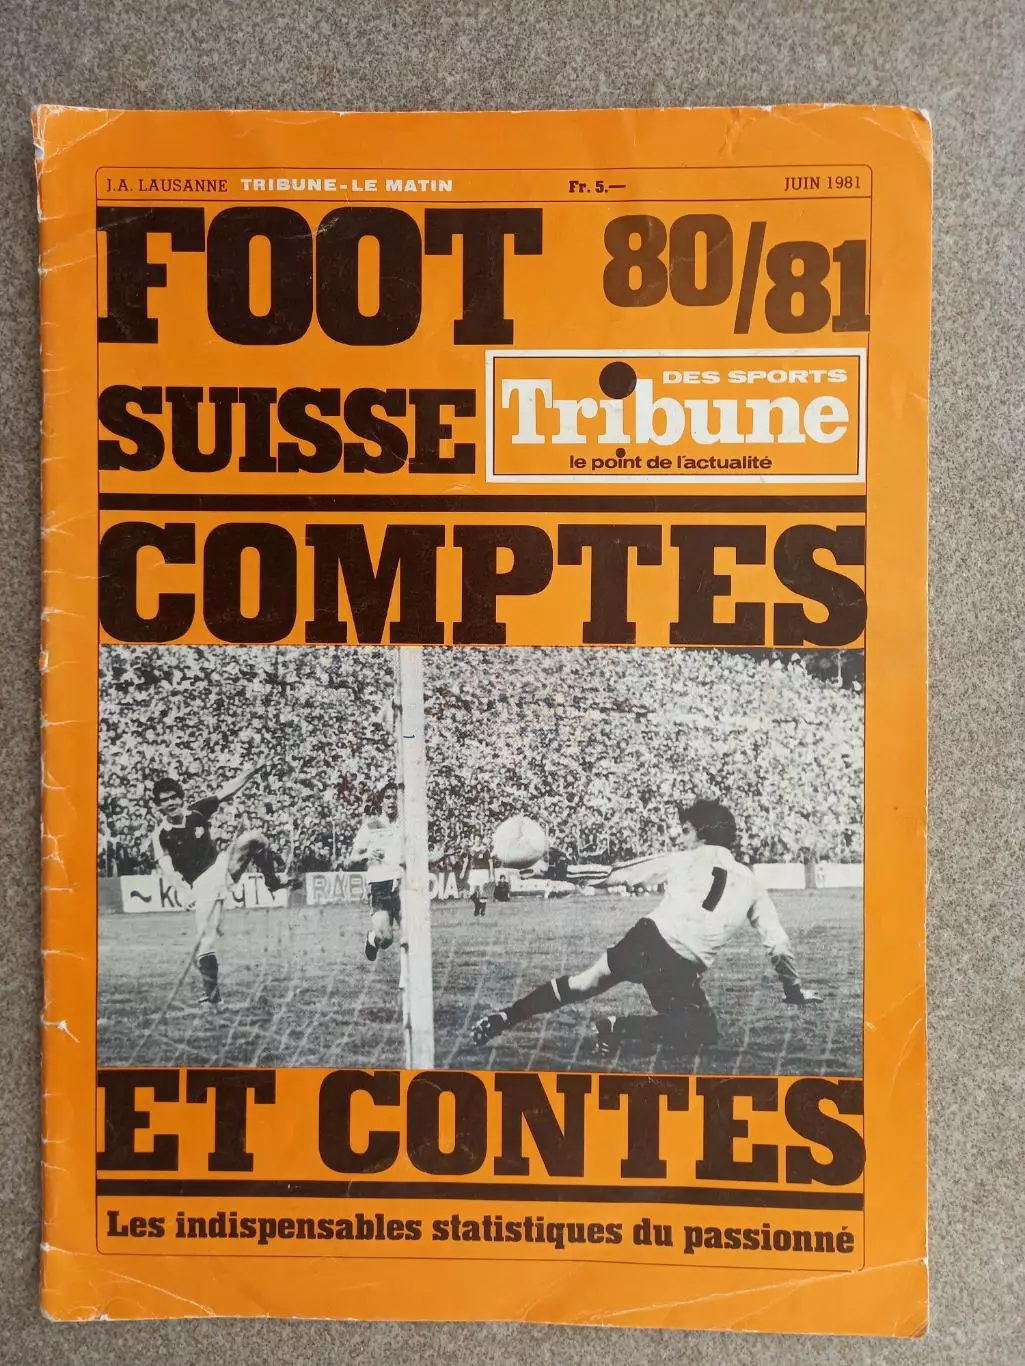 J.A. LAUSANNE TRIBUNE-LE MATIN Fr. 5.— JUIN 1981
FOOT 80/81
SUISSE
DES SPORTS
Tribune
le point de l'actualité
COMPTES
1
ET CONTES
Les indispensables statistiques du passionné